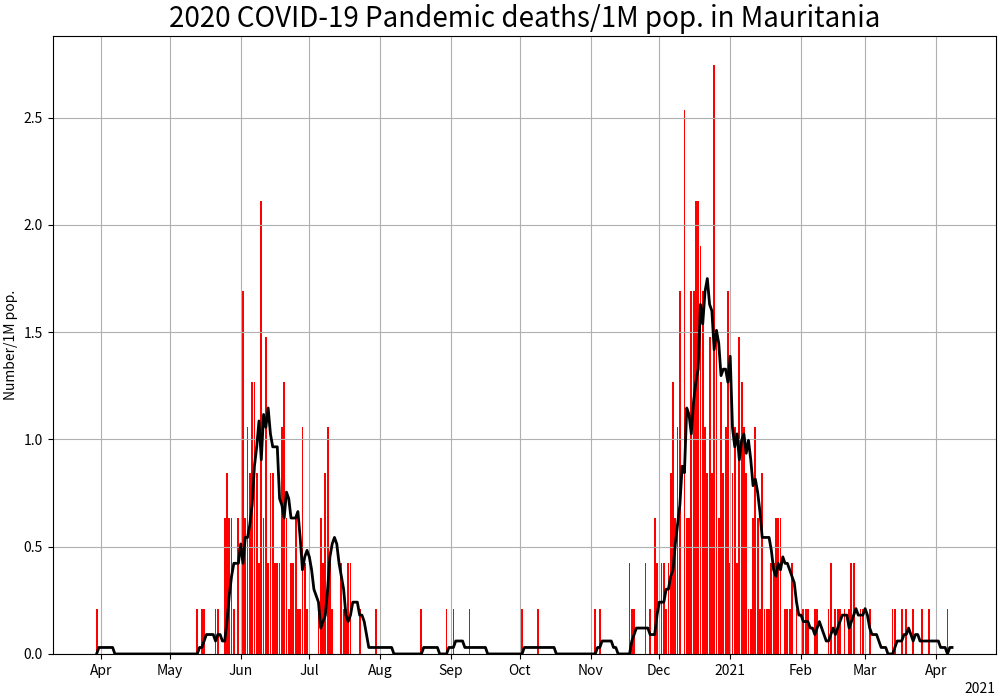 2020 COVID-19 Pandemic deaths/1M pop. in Mauritania
Number/1M pop.
2.5
2.0
1.5
1.0
0.5
0.0
Apr May Jun Jul Aug Sep Oct Nov Dec 2021 Feb Mar Apr
2021